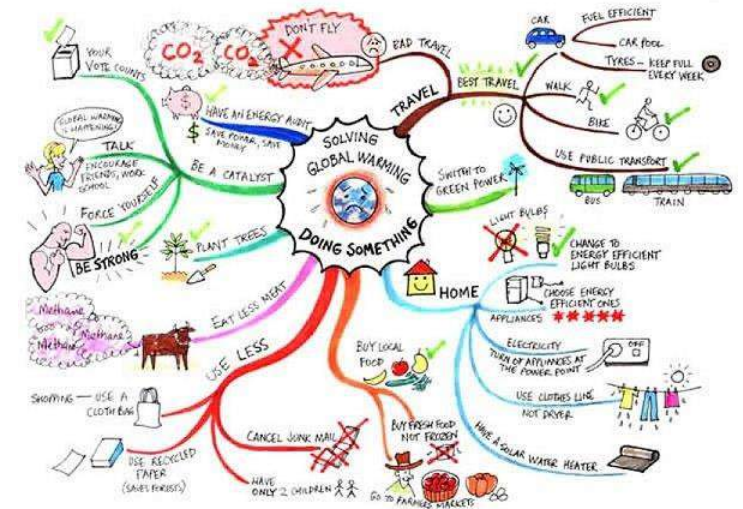 SOLVING
GLOBAL WARMING
DOING SOMETHING
TRAVEL
BAD TRAVEL
DON'T FLY
CO2
CO2
BEST TRAVEL
CAR
FUEL EFFICIENT
CAR POOL
TYRES – KEEP FULL
EVERY WEEK
WALK
BIKE
USE PUBLIC TRANSPORT
BUS
TRAIN
SWITH TO
GREEN POWER
HOME
LIGHT BULBS
CHANGE TO
ENERGY EFFICIENT
LIGHT BULBS
CHOOSE ENERGY
EFFICIENT ONES
APPLIANCES
ELECTRICITY
TURN OF APPLIANCES AT
THE POWER POINT
OFF
USE CLOTHES LINE
NOT DRYER
HAVE A SOLAR WATER HEATER
BUY LOCAL
FOOD
BUY FRESH FOOD
NOT FROZEN
GO TO FARMERS MARKETS
USE LESS
SHOPPING — USE A
CLOTH BAG
USE RECYCLED
PAPER
(SAVES FORESTS)
CANCEL JUNK MAIL
HAVE
ONLY 2 CHILDREN
EAT LESS MEAT
Methane
Methane
Methane
PLANT TREES
BE A CATALYST
YOUR
VOTE COUNTS
TALK
ENCOURAGE
FRIENDS, WORK
SCHOOL
GLOBAL WARMING
IS HAPPENING!
FORCE YOURSELF
BE STRONG
HAVE AN ENERGY AUDIT
$ SAVE POWAR, SAVE
MONEY